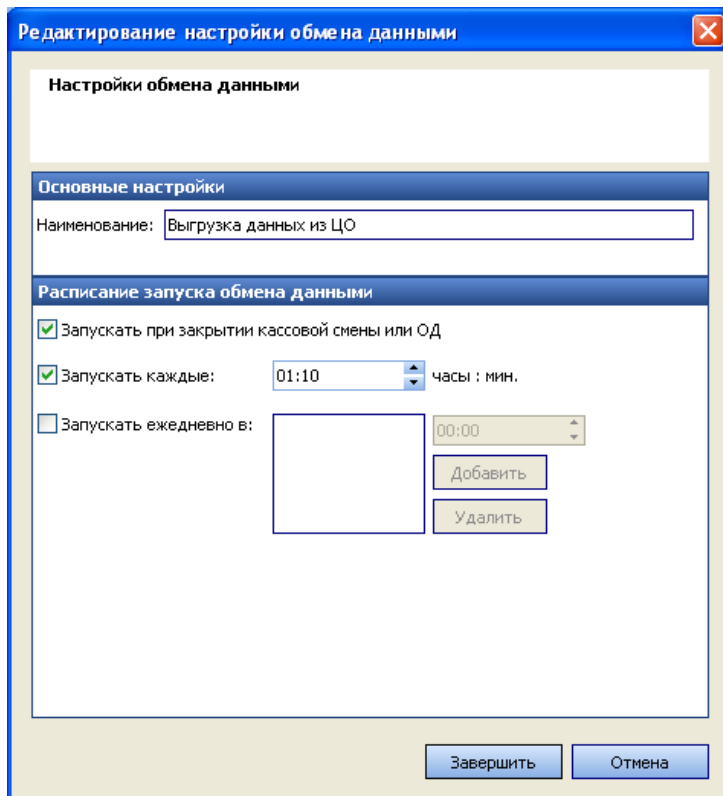 Редактирование настройки обмена данными
Настройки обмена данными
Основные настройки
Наименование: Выгрузка данных из ЦО
Расписание запуска обмена данными
Запускать при закрытии кассовой смены или ОД
Запускать каждые: 01:10 часы : мин.
Запускать ежедневно в: 00:00
Добавить
Удалить
Завершить Отмена